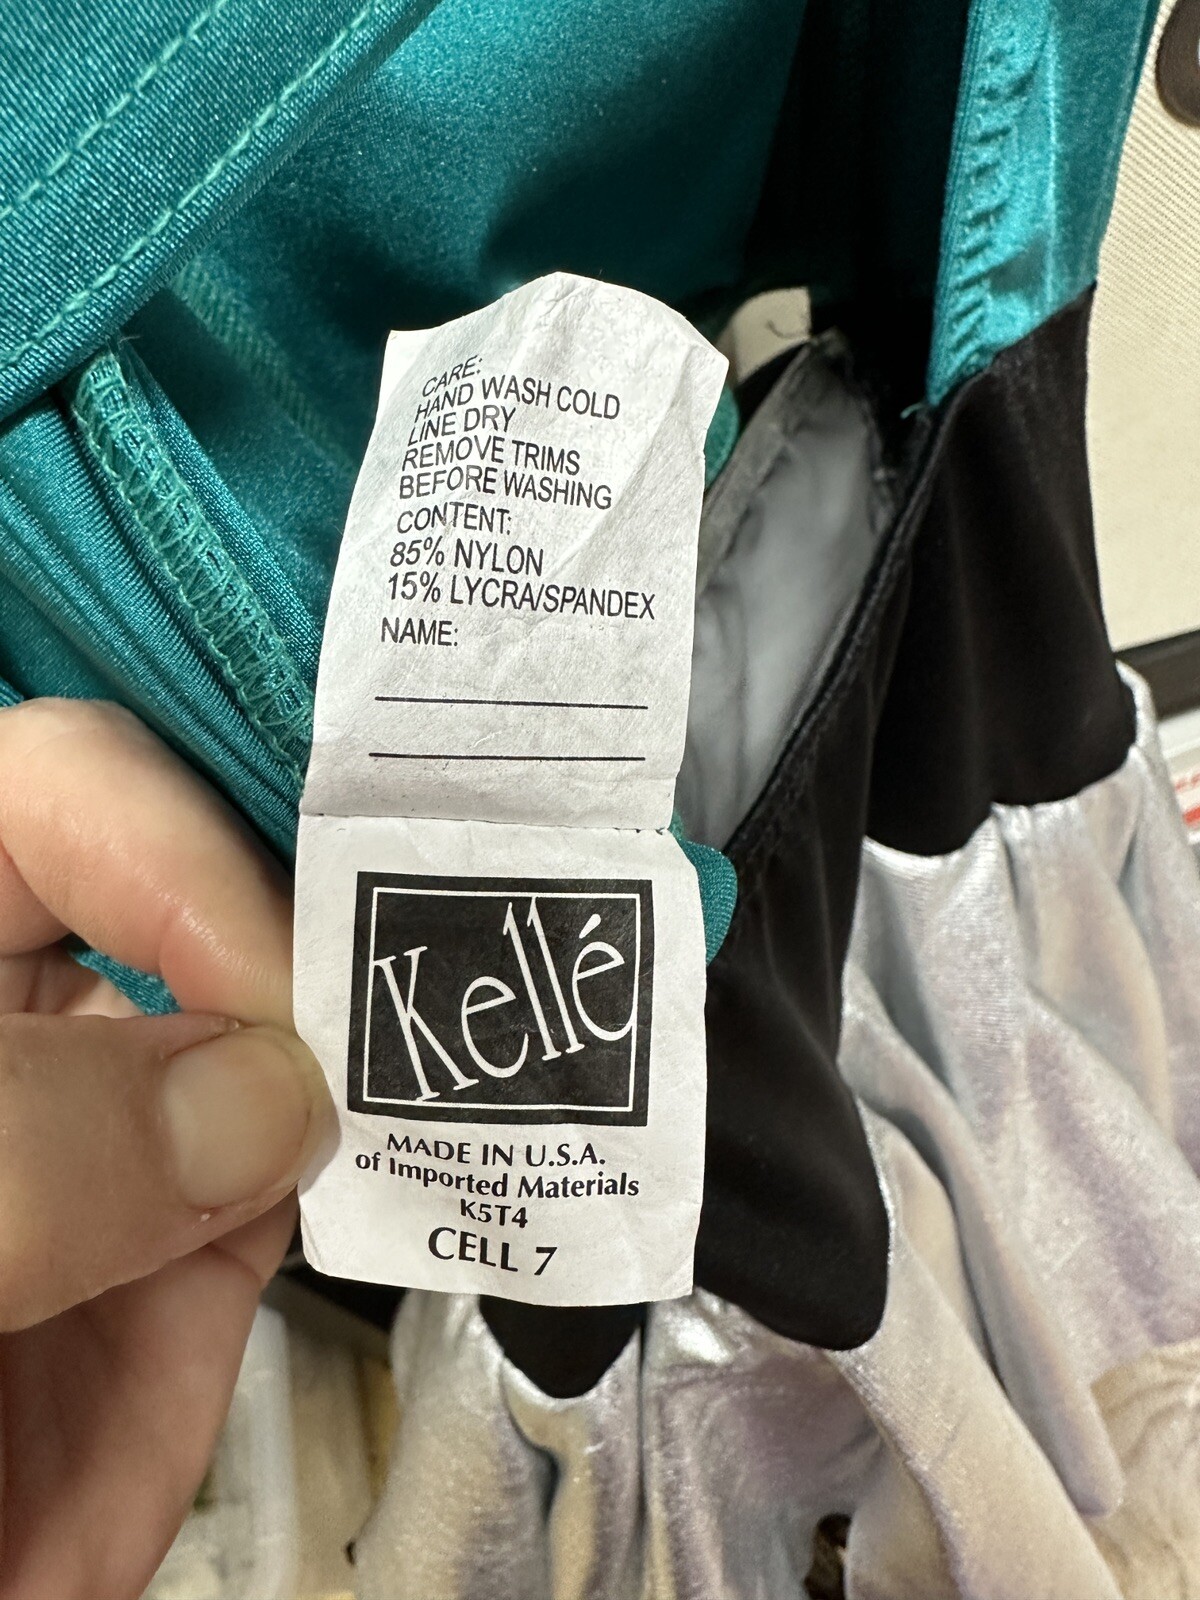 CARE:
HAND WASH COLD
LINE DRY
REMOVE TRIMS
BEFORE WASHING
CONTENT:
85% NYLON
15% LYCRA/SPANDEX
NAME:
Kellé
MADE IN U.S.A.
of Imported Materials
K5T4
CELL 7